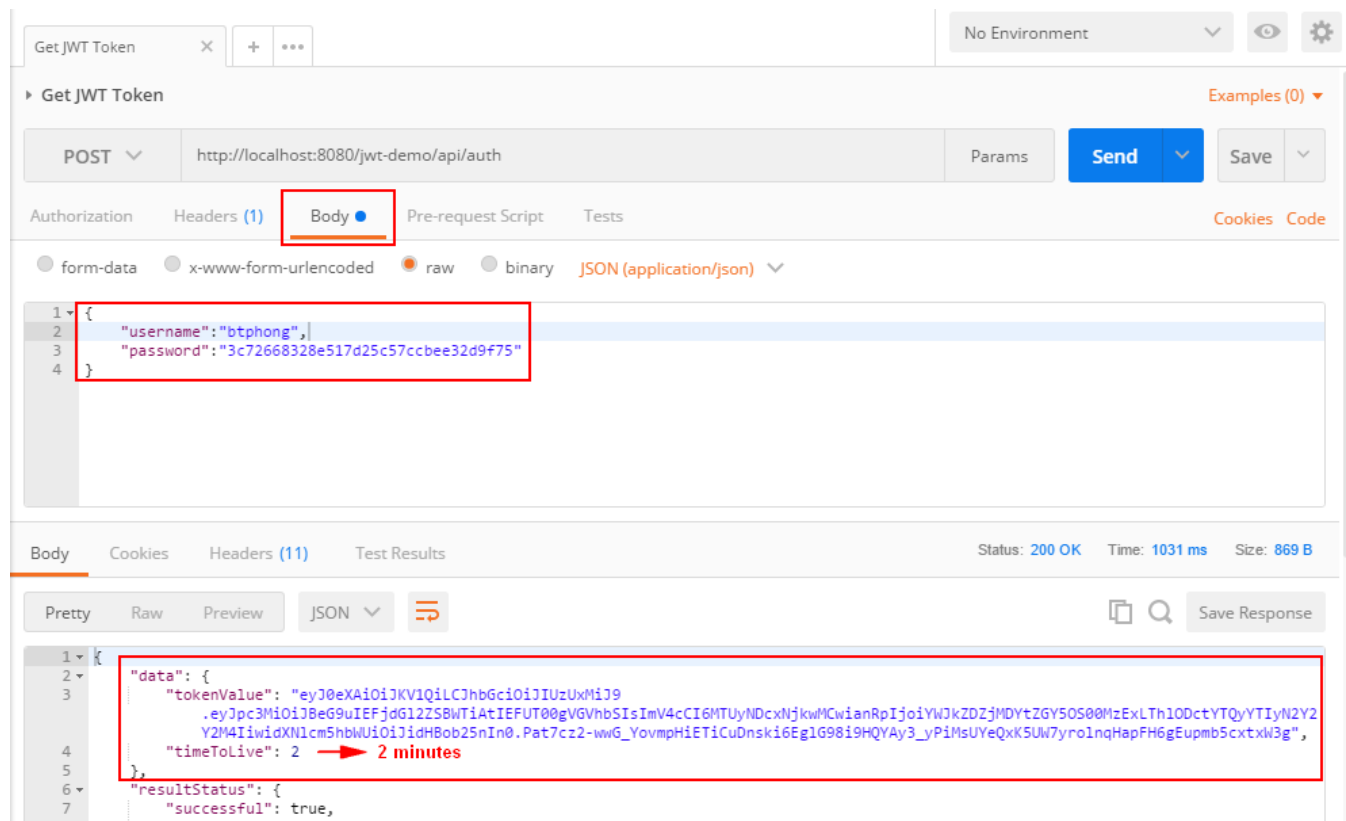 Get JWT Token
No Environment
Get JWT Token
Examples (0)
POST http://localhost:8080/jwt-demo/api/auth Params Send Save
Authorization Headers (1) Body Pre-request Script Tests Cookies Code
form-data x-www-form-urlencoded raw binary JSON (application/json)
1 {
2 "username":"btphong",
3 "password":"3c72668328e517d25c57ccbee32d9f75"
4 }
Body Cookies Headers (11) Test Results Status: 200 OK Time: 1031 ms Size: 869 B
Pretty Raw Preview JSON Save Response
1 {
2 "data": {
3 "tokenValue": "eyJ0eXAiOiJKV1QiLCJhbGciOiJIUzUxMiJ9
.eyJpc3MiOiJBeG9uIEFjdGl2ZSBWTiAtIEFUT00gVGVhbSIsImV4cCI6MTUyNDcxNjkwMCwianRpIjoiYWJkZDZjMDYtZGY5OS00MzExLThlODctYTQyYTIyN2Y2
Y2M4IiwidXNlcm5hbWUiOiJidHBob25nIn0.Pat7cz2-wwG_YovmpHiETiCuDnski6EglG98i9HQYAy3_yPiMsUYeQxK5UW7yrolnqHapFH6gEupmb5cxtxW3g",
4 "timeToLive": 2 2 minutes
5 },
6 "resultStatus": {
7 "successful": true,